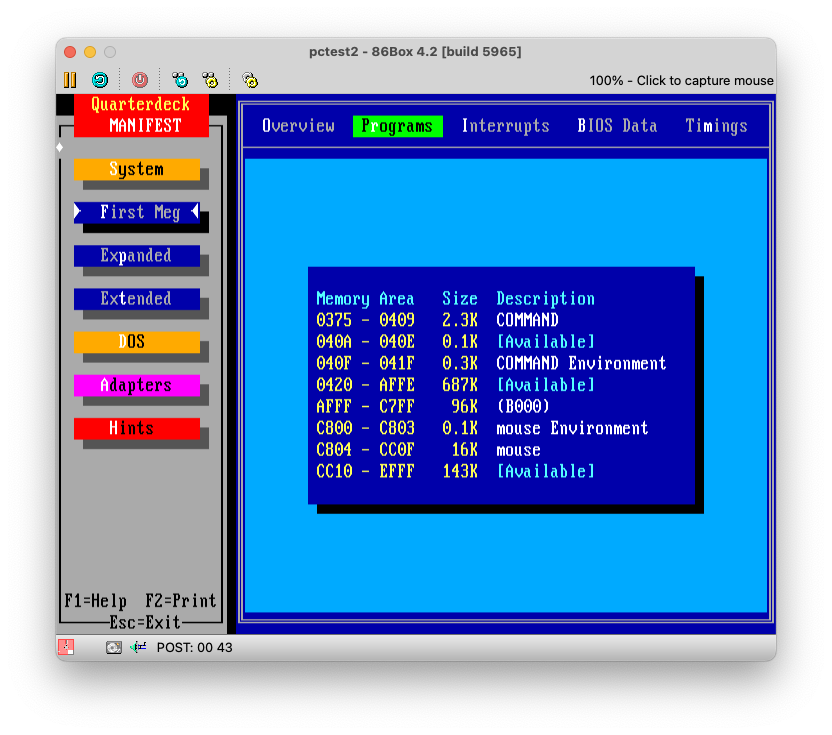 pctest2 - 86Box 4.2 [build 5965]
100% - Click to capture mouse
Quarterdeck
MANIFEST
System
First Meg
Expanded
Extended
DOS
Adapters
Hints
F1=Help F2=Print
Esc=Exit
Overview Programs Interrupts BIOS Data Timings
Memory Area Size Description
0375 - 0409 2.3K COMMAND
040A - 040E 0.1K [Available]
040F - 041F 0.3K COMMAND Environment
0420 - AFFE 687K [Available]
AFFF - C7FF 96K (B000)
C800 - C803 0.1K mouse Environment
C804 - CC0F 16K mouse
CC10 - EFFF 143K [Available]
POST: 00 43